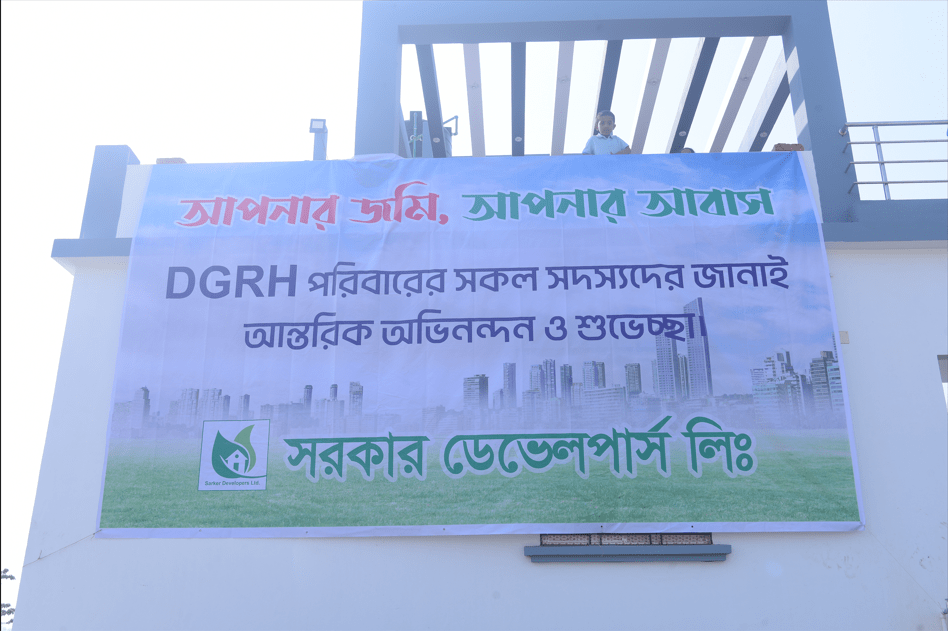 আপনার জমি, আপনার আবাস
DGRH পরিবারের সকল সদস্যদের জানাই
আন্তরিক অভিনন্দন ও শুভেচ্ছা।
সরকার ডেভেলপার্স লিঃ
Sarkar Developers Ltd.